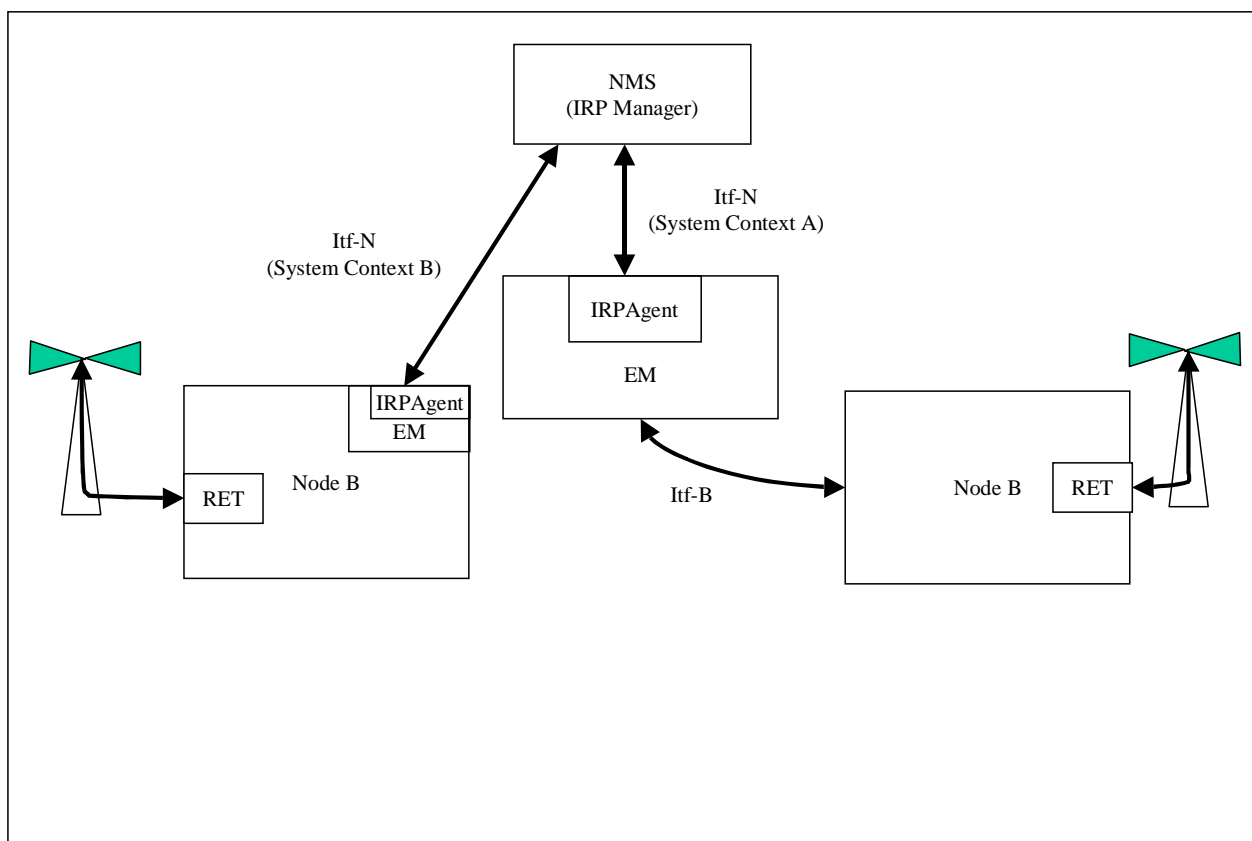 NMS
(IRP Manager)
Itf-N
(System Context A)
Itf-N
(System Context B)
IRPAgent
EM
IRPAgent
EM
Node B
RET
Itf-B
Node B
RET